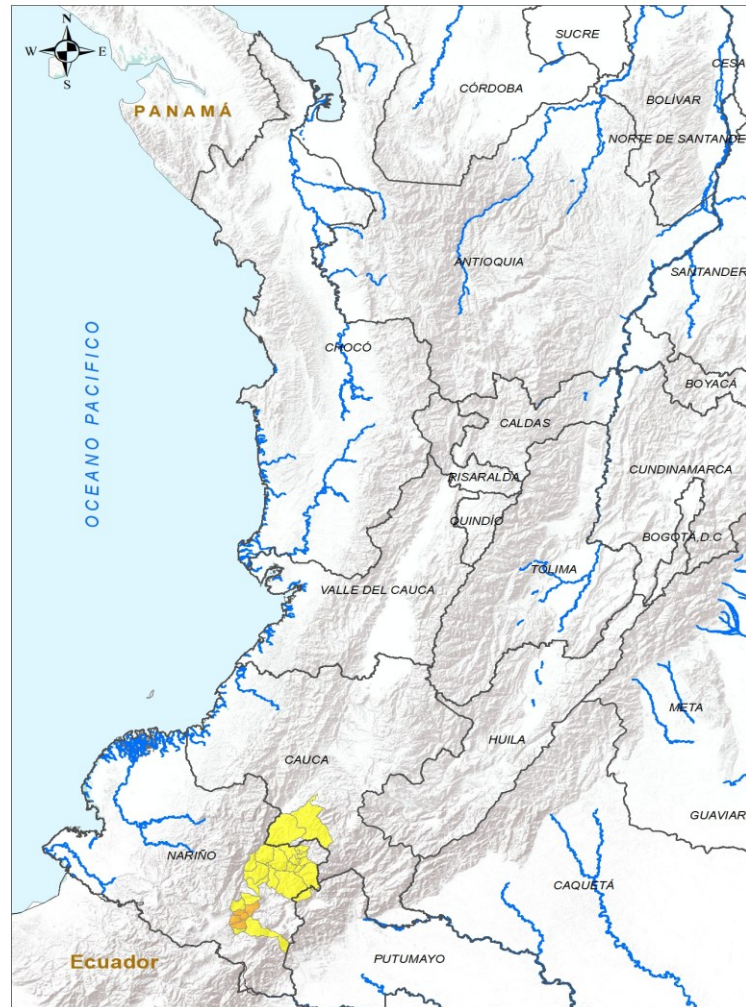 N
W E
S
SUCRE
CESA
CÓRDOBA
BOLÍVAR
PANAMÁ
NORTE DE SANTANDE
ANTIOQUIA
SANTANDER
OCEANO PACIFICO
CHOCÓ
BOYACÁ
CALDAS
CUNDINAMARCA
RISARALDA
QUINDÍO
BOGOTÁ, D.C
TOLIMA
VALLE DEL CAUCA
META
HUILA
CAUCA
GUAVIAR
NARIÑO
CAQUETÁ
Ecuador
PUTUMAYO